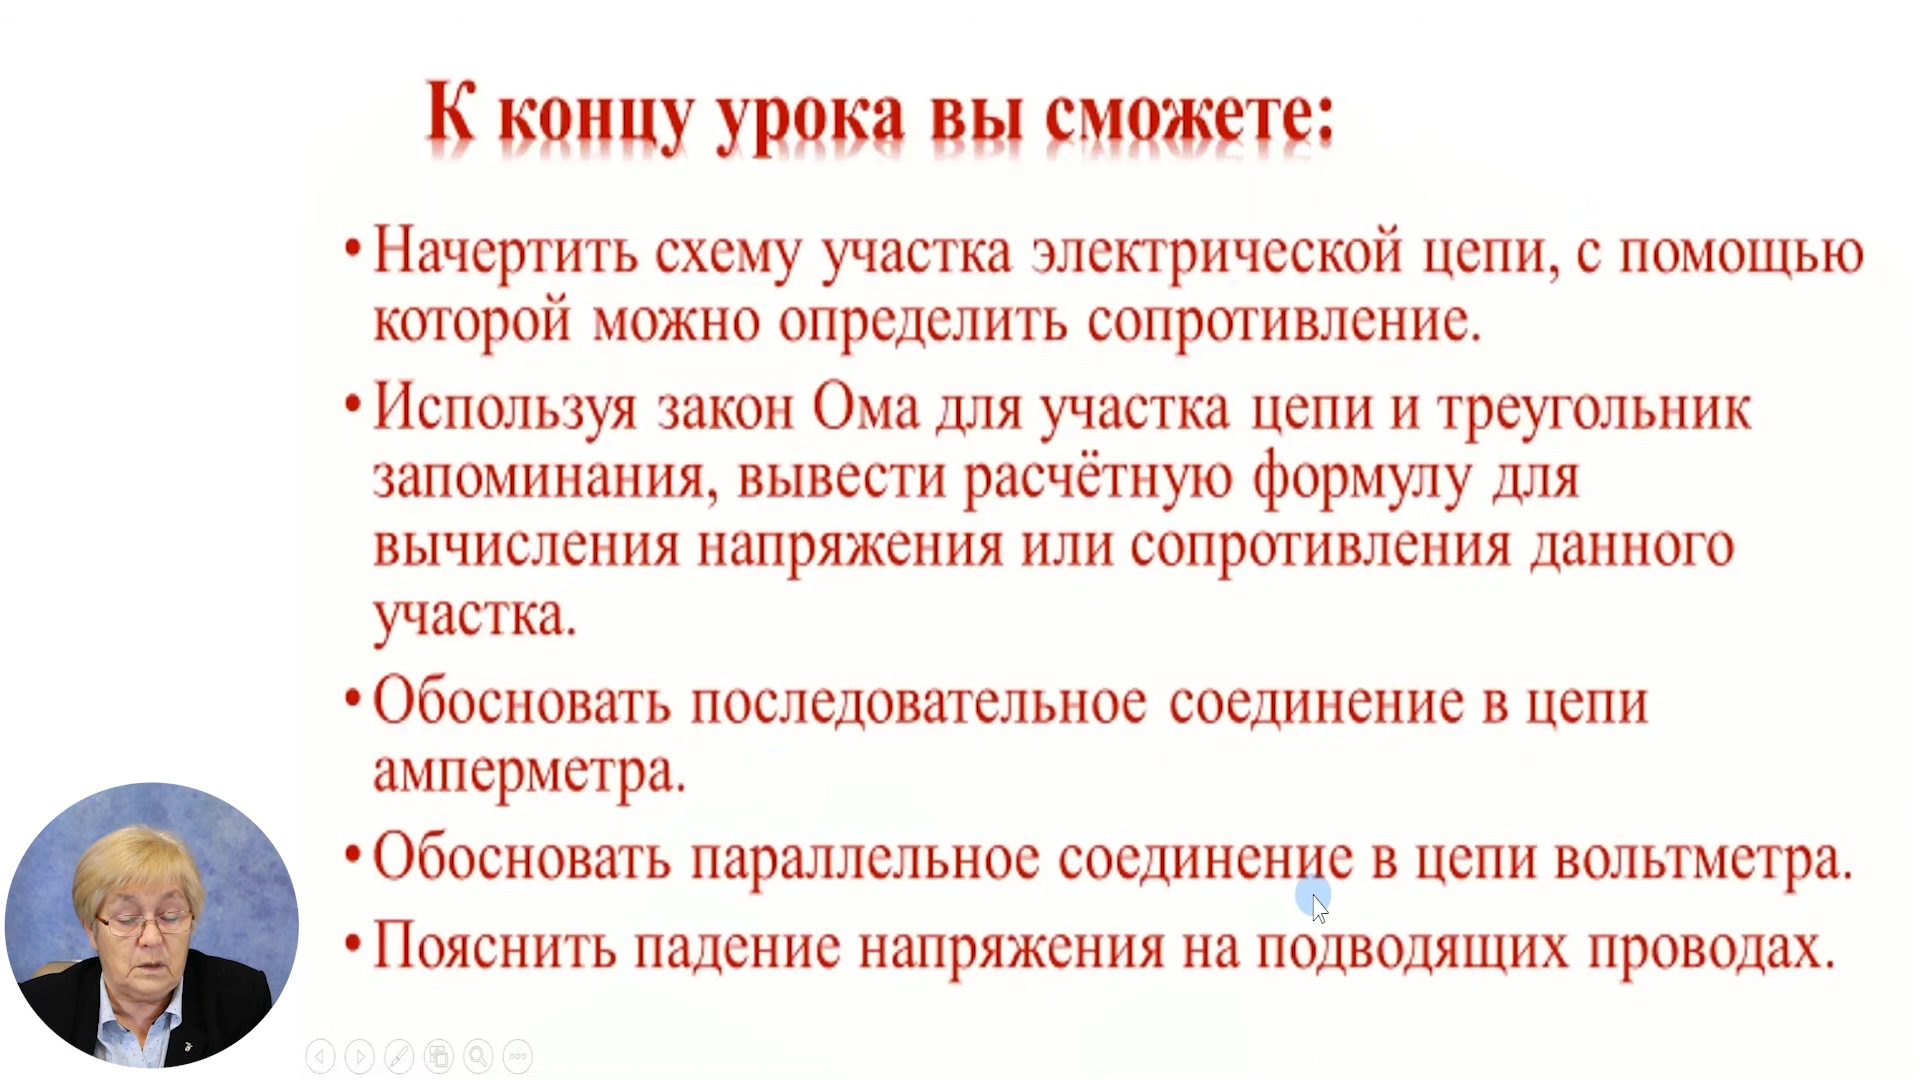 К концу урока вы сможете:
• Начертить схему участка электрической цепи, с помощью
которой можно определить сопротивление.
• Используя закон Ома для участка цепи и треугольник
запоминания, вывести расчётную формулу для
вычисления напряжения или сопротивления данного
участка.
• Обосновать последовательное соединение в цепи
амперметра.
• Обосновать параллельное соединение в цепи вольтметра.
• Пояснить падение напряжения на подводящих проводах.